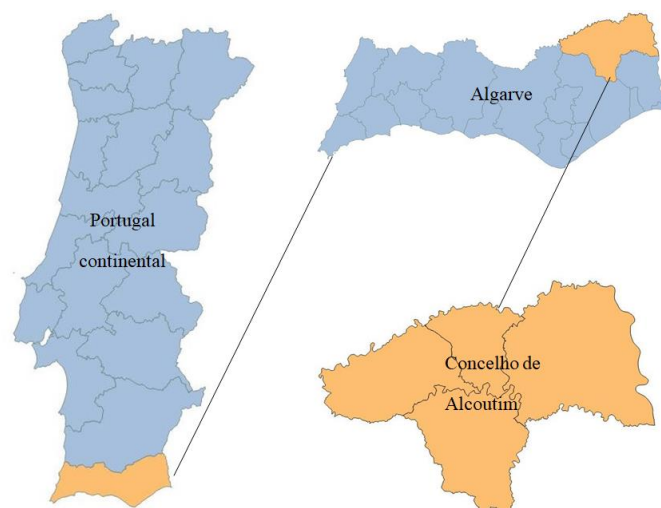 Portugal
continental
Algarve
Concelho de
Alcoutim